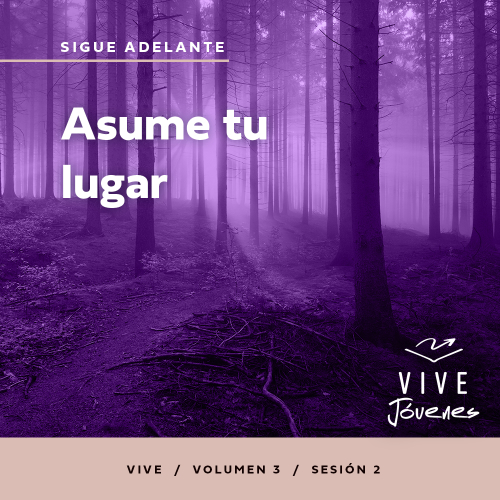 SIGUE ADELANTE
Asume tu
lugar
VIVE
Jóvenes
VIVE / VOLUMEN 3 / SESIÓN 2